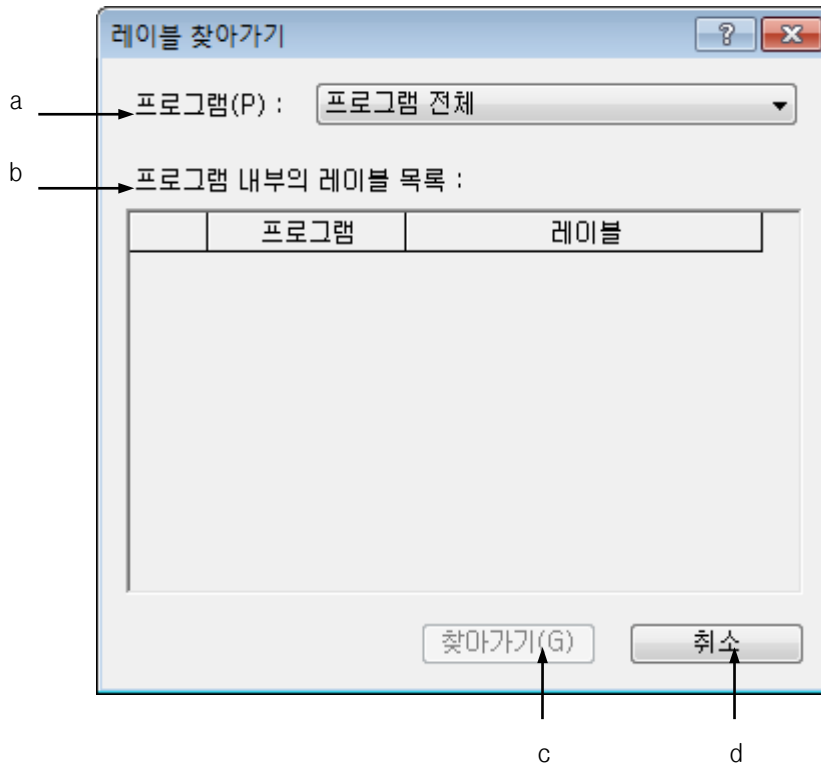 레이블 찾아가기
a
프로그램(P) : 프로그램 전체
b
프로그램 내부의 레이블 목록 :
프로그램 레이블
찾아가기(G) 취소
c d